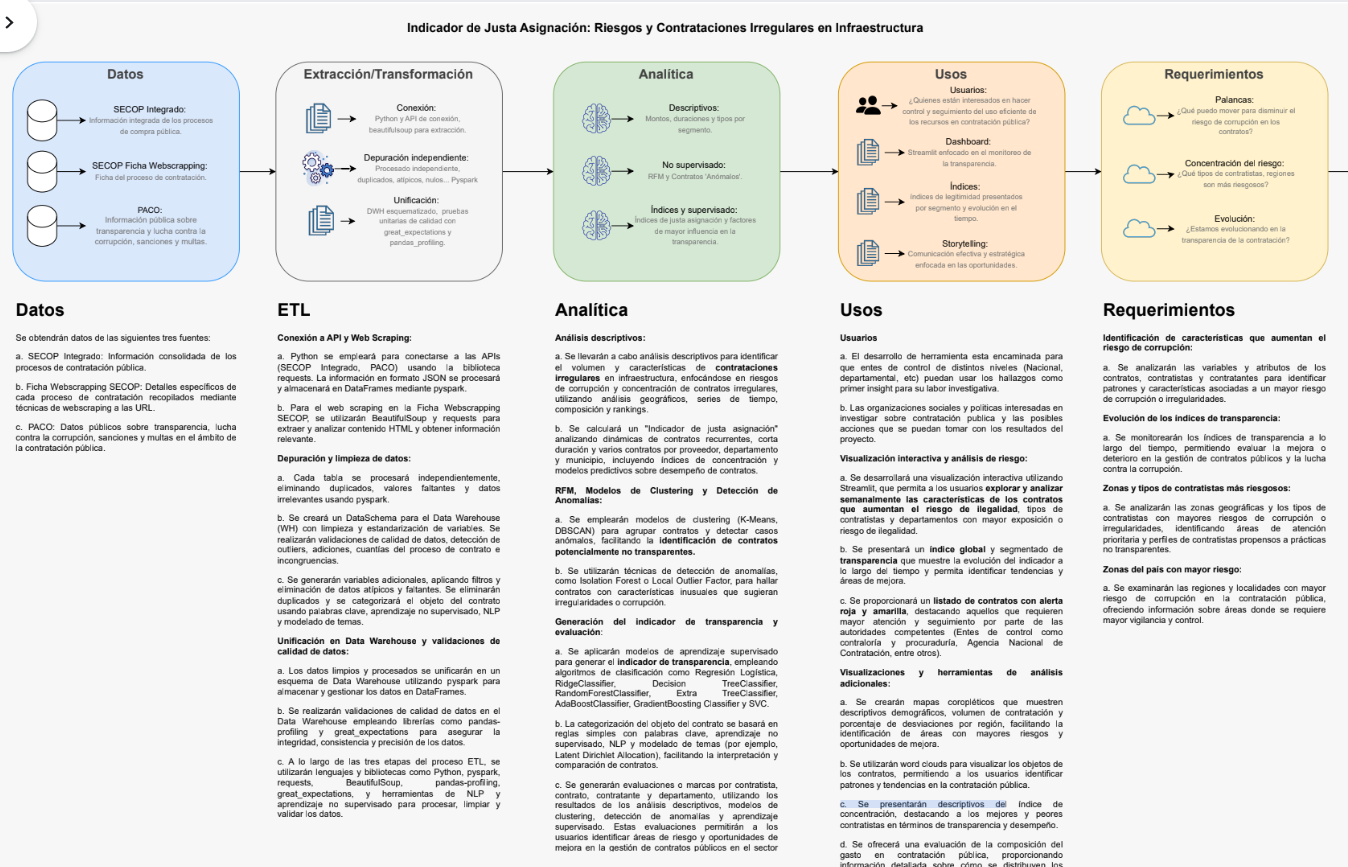 Indicador de Justa Asignación: Riesgos y Contrataciones Irregulares en Infraestructura
Datos
SECOP Integrado:
Información integrada de los procesos
de compra pública.
SECOP Ficha Webscrapping:
Ficha del proceso de contratación.
PACO:
Información pública sobre
transparencia y lucha contra la
corrupción, sanciones y multas.
Extracción/Transformación
Conexión:
Python y API de conexión,
beautifulsoup para extracción.
Depuración independiente:
Procesado independiente,
duplicados, atípicos, nulos... Pyspark
Unificación:
DWH esquematizado, pruebas
unitarias de calidad con
great_expectations y
pandas_profiling.
Analítica
Descriptivos:
Montos, duraciones y tipos por
segmento.
No supervisado:
RFM y Contratos 'Anómalos'.
Índices y supervisado:
Índices de justa asignación y factores
de mayor influencia en la
transparencia.
Usos
Usuarios:
¿Quienes están interesados en hacer
control y seguimiento del uso eficiente de
los recursos en contratación pública?
Dashboard:
Streamlit enfocado en el monitoreo de
la transparencia.
Índices:
Índices de legitimidad presentados
por segmento y evolución en el
tiempo.
Storytelling:
Comunicación efectiva y estratégica
enfocada en las oportunidades.
Requerimientos
Palancas:
¿Qué puedo mover para disminuir el
riesgo de corrupción en los
contratos?
Concentración del riesgo:
¿Qué tipos de contratistas, regiones
son más riesgosos?
Evolución:
¿Estamos evolucionando en la
transparencia de la contratación?
Datos
Se obtendrán datos de las siguientes tres fuentes:
a. SECOP Integrado: Información consolidada de los
procesos de contratación pública.
b. Ficha Webscrapping SECOP: Detalles específicos de
cada proceso de contratación recopilados mediante
técnicas de webscraping a las URL.
c. PACO: Datos públicos sobre transparencia, lucha
contra la corrupción, sanciones y multas en el ámbito de
la contratación pública.
ETL
Conexión a API y Web Scraping:
a. Python se empleará para conectarse a las APIs
(SECOP Integrado, PACO) usando la biblioteca
requests. La información en formato JSON se procesará
y almacenará en DataFrames mediante pyspark.
b. Para el web scraping en la Ficha Webscrapping
SECOP, se utilizarán BeautifulSoup y requests para
extraer y analizar contenido HTML y obtener información
relevante.
Depuración y limpieza de datos:
a. Cada tabla se procesará independientemente,
eliminando duplicados, valores faltantes y datos
irrelevantes usando pyspark.
b. Se creará un DataSchema para el Data Warehouse
(WH) con limpieza y estandarización de variables. Se
realizarán validaciones de calidad de datos, detección de
outliers, adiciones, cuantías del proceso de contrato e
incongruencias.
c. Se generarán variables adicionales, aplicando filtros y
eliminación de datos atípicos y faltantes. Se eliminarán
duplicados y se categorizará el objeto del contrato
usando palabras clave, aprendizaje no supervisado, NLP
y modelado de temas.
Unificación en Data Warehouse y validaciones de
calidad de datos:
a. Los datos limpios y procesados se unificarán en un
esquema de Data Warehouse utilizando pyspark para
almacenar y gestionar los datos en DataFrames.
b. Se realizarán validaciones de calidad de datos en el
Data Warehouse empleando librerías como pandas-
profiling y great_expectations para asegurar la
integridad, consistencia y precisión de los datos.
c. A lo largo de las tres etapas del proceso ETL, se
utilizarán lenguajes y bibliotecas como Python, pyspark,
requests, BeautifulSoup, pandas-profiling,
great_expectations, y herramientas de NLP y
aprendizaje no supervisado para procesar, limpiar y
validar los datos.
Analítica
Análisis descriptivos:
a. Se llevarán a cabo análisis descriptivos para identificar
el volumen y características de contrataciones
irregulares en infraestructura, enfocándose en riesgos
de corrupción y concentración de contratos irregulares,
utilizando análisis geográficos, series de tiempo,
composición y rankings.
b. Se calculará un "Indicador de justa asignación"
analizando dinámicas de contratos recurrentes, corta
duración y varios contratos por proveedor, departamento
y municipio, incluyendo índices de concentración y
modelos predictivos sobre desempeño de contratos.
RFM, Modelos de Clustering y Detección de
Anomalías:
a. Se emplearán modelos de clustering (K-Means,
DBSCAN) para agrupar contratos y detectar casos
anómalos, facilitando la identificación de contratos
potencialmente no transparentes.
b. Se utilizarán técnicas de detección de anomalías,
como Isolation Forest o Local Outlier Factor, para hallar
contratos con características inusuales que sugieran
irregularidades o corrupción.
Generación del indicador de transparencia y
evaluación:
a. Se aplicarán modelos de aprendizaje supervisado
para generar el indicador de transparencia, empleando
algoritmos de clasificación como Regresión Logística,
RidgeClassifier, Decision TreeClassifier,
RandomForestClassifier, Extra TreeClassifier,
AdaBoostClassifier, GradientBoosting Classifier y SVC.
b. La categorización del objeto del contrato se basará en
reglas simples con palabras clave, aprendizaje no
supervisado, NLP y modelado de temas (por ejemplo,
Latent Dirichlet Allocation), facilitando la interpretación y
comparación de contratos.
c. Se generarán evaluaciones o marcas por contratista,
contrato, contratante y departamento, utilizando los
resultados de los análisis descriptivos, modelos de
clustering, detección de anomalías y aprendizaje
supervisado. Estas evaluaciones permitirán a los
usuarios identificar áreas de riesgo y oportunidades de
mejora en la gestión de contratos públicos en el sector
Usos
Usuarios
a. El desarrollo de herramienta esta encaminada para
que entes de control de distintos niveles (Nacional,
departamental, etc) puedan usar los hallazgos como
primer insight para su labor investigativa.
b. Las organizaciones sociales y politicas interesadas en
investigar sobre contratación publica y las posibles
acciones que se puedan tomar con los resultados del
proyecto.
Visualización interactiva y análisis de riesgo:
a. Se desarrollará una visualización interactiva utilizando
Streamlit, que permita a los usuarios explorar y analizar
semanalmente las características de los contratos
que aumentan el riesgo de ilegalidad, tipos de
contratistas y departamentos con mayor exposición o
riesgo de ilegalidad.
b. Se presentará un índice global y segmentado de
transparencia que muestre la evolución del indicador a
lo largo del tiempo y permita identificar tendencias y
áreas de mejora.
c. Se proporcionará un listado de contratos con alerta
roja y amarilla, destacando aquellos que requieren
mayor atención y seguimiento por parte de las
autoridades competentes (Entes de control como
contraloría y procuraduría, Agencia Nacional de
Contratación, entre otros).
Visualizaciones y herramientas de análisis
adicionales:
a. Se crearán mapas coropléticos que muestren
descriptivos demográficos, volumen de contratación y
porcentaje de desviaciones por región, facilitando la
identificación de áreas con mayores riesgos y
oportunidades de mejora.
b. Se utilizarán word clouds para visualizar los objetos de
los contratos, permitiendo a los usuarios identificar
patrones y tendencias en la contratación pública.
c. Se presentarán descriptivos del índice de
concentración, destacando a los mejores y peores
contratistas en términos de transparencia y desempeño.
d. Se ofrecerá una evaluación de la composición del
gasto en contratación pública, proporcionando
información detallada sobre cómo se distribuyen los
Requerimientos
Identificación de características que aumentan el
riesgo de corrupción:
a. Se analizarán las variables y atributos de los
contratos, contratistas y contratantes para identificar
patrones y características asociadas a un mayor riesgo
de corrupción o irregularidades.
Evolución de los índices de transparencia:
a. Se monitorearán los índices de transparencia a lo
largo del tiempo, permitiendo evaluar la mejora o
deterioro en la gestión de contratos públicos y la lucha
contra la corrupción.
Zonas y tipos de contratistas más riesgosos:
a. Se analizarán las zonas geográficas y los tipos de
contratistas con mayores riesgos de corrupción o
irregularidades, identificando áreas de atención
prioritaria y perfiles de contratistas propensos a prácticas
no transparentes.
Zonas del país con mayor riesgo:
a. Se examinarán las regiones y localidades con mayor
riesgo de corrupción en la contratación pública,
ofreciendo información sobre áreas donde se requiere
mayor vigilancia y control.